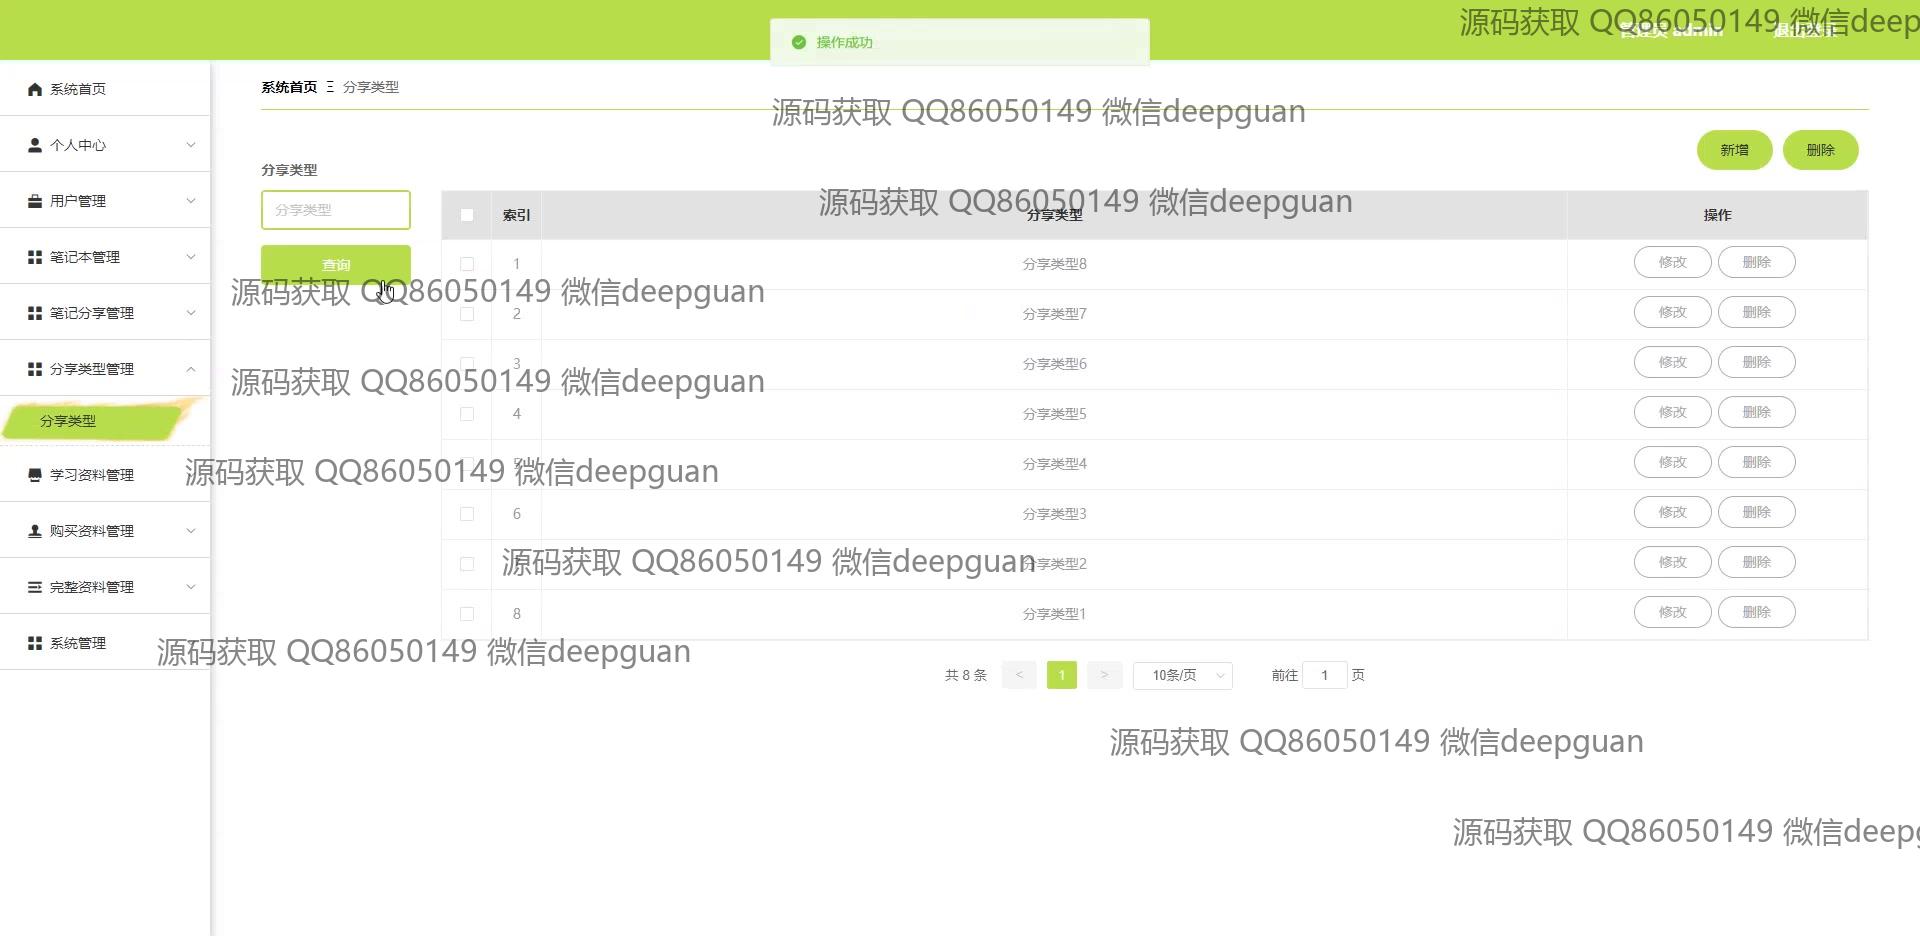 操作成功
源码获取 QQ86050149 微信deep
管理员 admin
退出登录
系统首页
个人中心
用户管理
笔记本管理
笔记分享管理
分享类型管理
分享类型
学习资料管理
购买资料管理
完整资料管理
系统管理
系统首页 Ξ 分享类型
源码获取 QQ86050149 微信deepguan
新增 删除
分享类型
分享类型
查询
源码获取 QQ86050149 微信deepguan
索引 分享类型 操作
1 分享类型8 修改 删除
源码获取 QQ86050149 微信deepguan
2 分享类型7 修改 删除
3 分享类型6 修改 删除
源码获取 QQ86050149 微信deepguan
4 分享类型5 修改 删除
分享类型4 修改 删除
源码获取 QQ86050149 微信deepguan
6 分享类型3 修改 删除
源码获取 QQ86050149 微信deepguan
分享类型2 修改 删除
8 分享类型1 修改 删除
源码获取 QQ86050149 微信deepguan
共 8 条 < 1 > 10条/页 前往 1 页
源码获取 QQ86050149 微信deepguan
源码获取 QQ86050149 微信deep